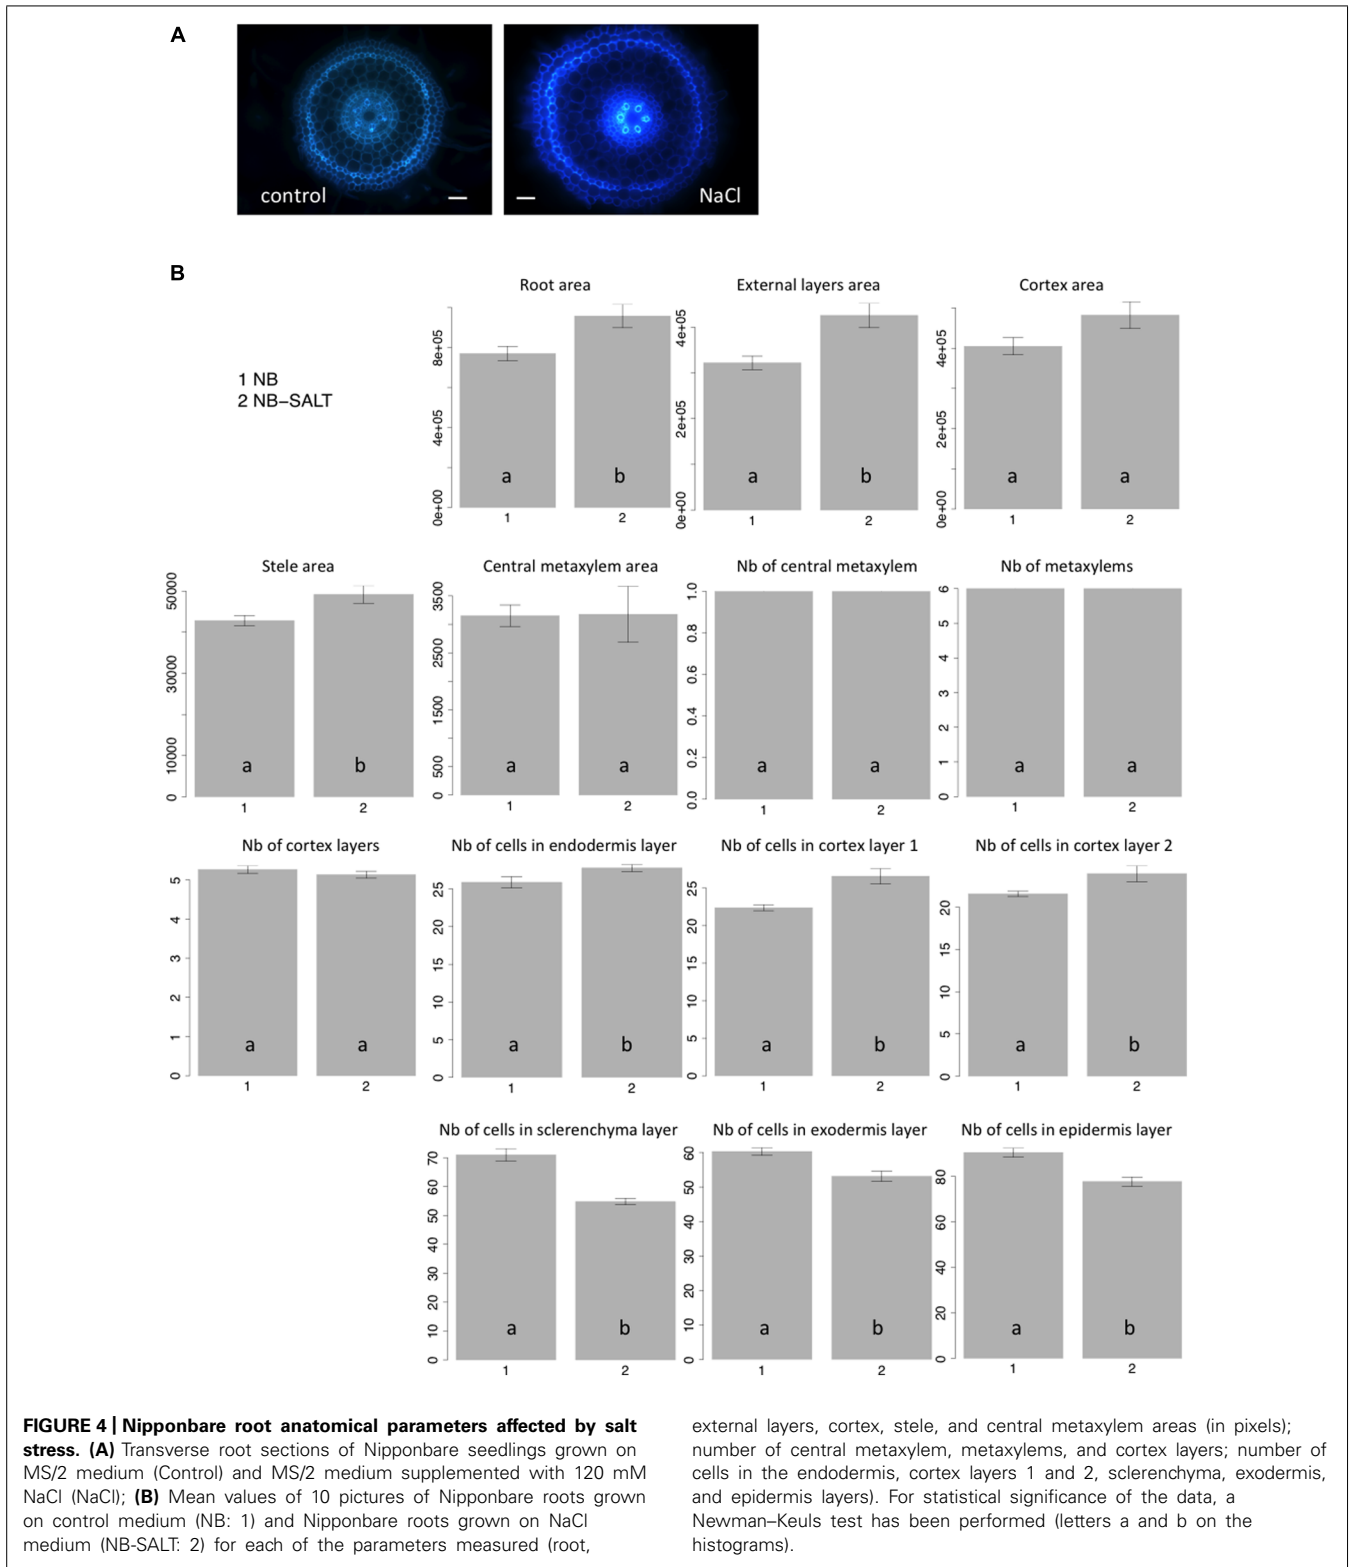 A
control
NaCl
B
1 NB
2 NB–SALT
Root area
8e+05
4e+05
0e+00
a
b
1
2
External layers area
4e+05
2e+05
0e+00
a
b
1
2
Cortex area
4e+05
2e+05
0e+00
a
a
1
2
Stele area
50000
30000
10000
0
a
b
1
2
Central metaxylem area
3500
2500
1500
500
0
a
a
1
2
Nb of central metaxylem
1.0
0.8
0.6
0.4
0.2
0.0
a
a
1
2
Nb of metaxylems
6
5
4
3
2
1
0
a
a
1
2
Nb of cortex layers
5
4
3
2
1
0
a
a
1
2
Nb of cells in endodermis layer
25
20
15
10
5
0
a
b
1
2
Nb of cells in cortex layer 1
25
20
15
10
5
0
a
b
1
2
Nb of cells in cortex layer 2
20
15
10
5
0
a
b
1
2
Nb of cells in sclerenchyma layer
70
60
50
40
30
20
10
0
a
b
1
2
Nb of cells in exodermis layer
60
50
40
30
20
10
0
a
b
1
2
Nb of cells in epidermis layer
80
60
40
20
0
a
b
1
2
FIGURE 4 | Nipponbare root anatomical parameters affected by salt
stress. (A) Transverse root sections of Nipponbare seedlings grown on
MS/2 medium (Control) and MS/2 medium supplemented with 120 mM
NaCl (NaCl); (B) Mean values of 10 pictures of Nipponbare roots grown
on control medium (NB: 1) and Nipponbare roots grown on NaCl
medium (NB-SALT: 2) for each of the parameters measured (root,
external layers, cortex, stele, and central metaxylem areas (in pixels);
number of central metaxylem, metaxylems, and cortex layers; number of
cells in the endodermis, cortex layers 1 and 2, sclerenchyma, exodermis,
and epidermis layers). For statistical significance of the data, a
Newman–Keuls test has been performed (letters a and b on the
histograms).